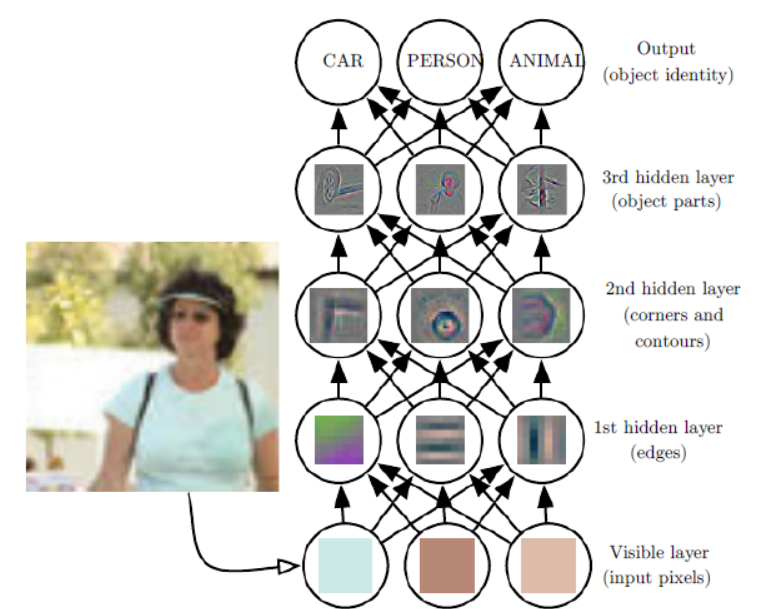 CAR PERSON ANIMAL
Output
(object identity)
3rd hidden layer
(object parts)
2nd hidden layer
(corners and
contours)
1st hidden layer
(edges)
Visible layer
(input pixels)